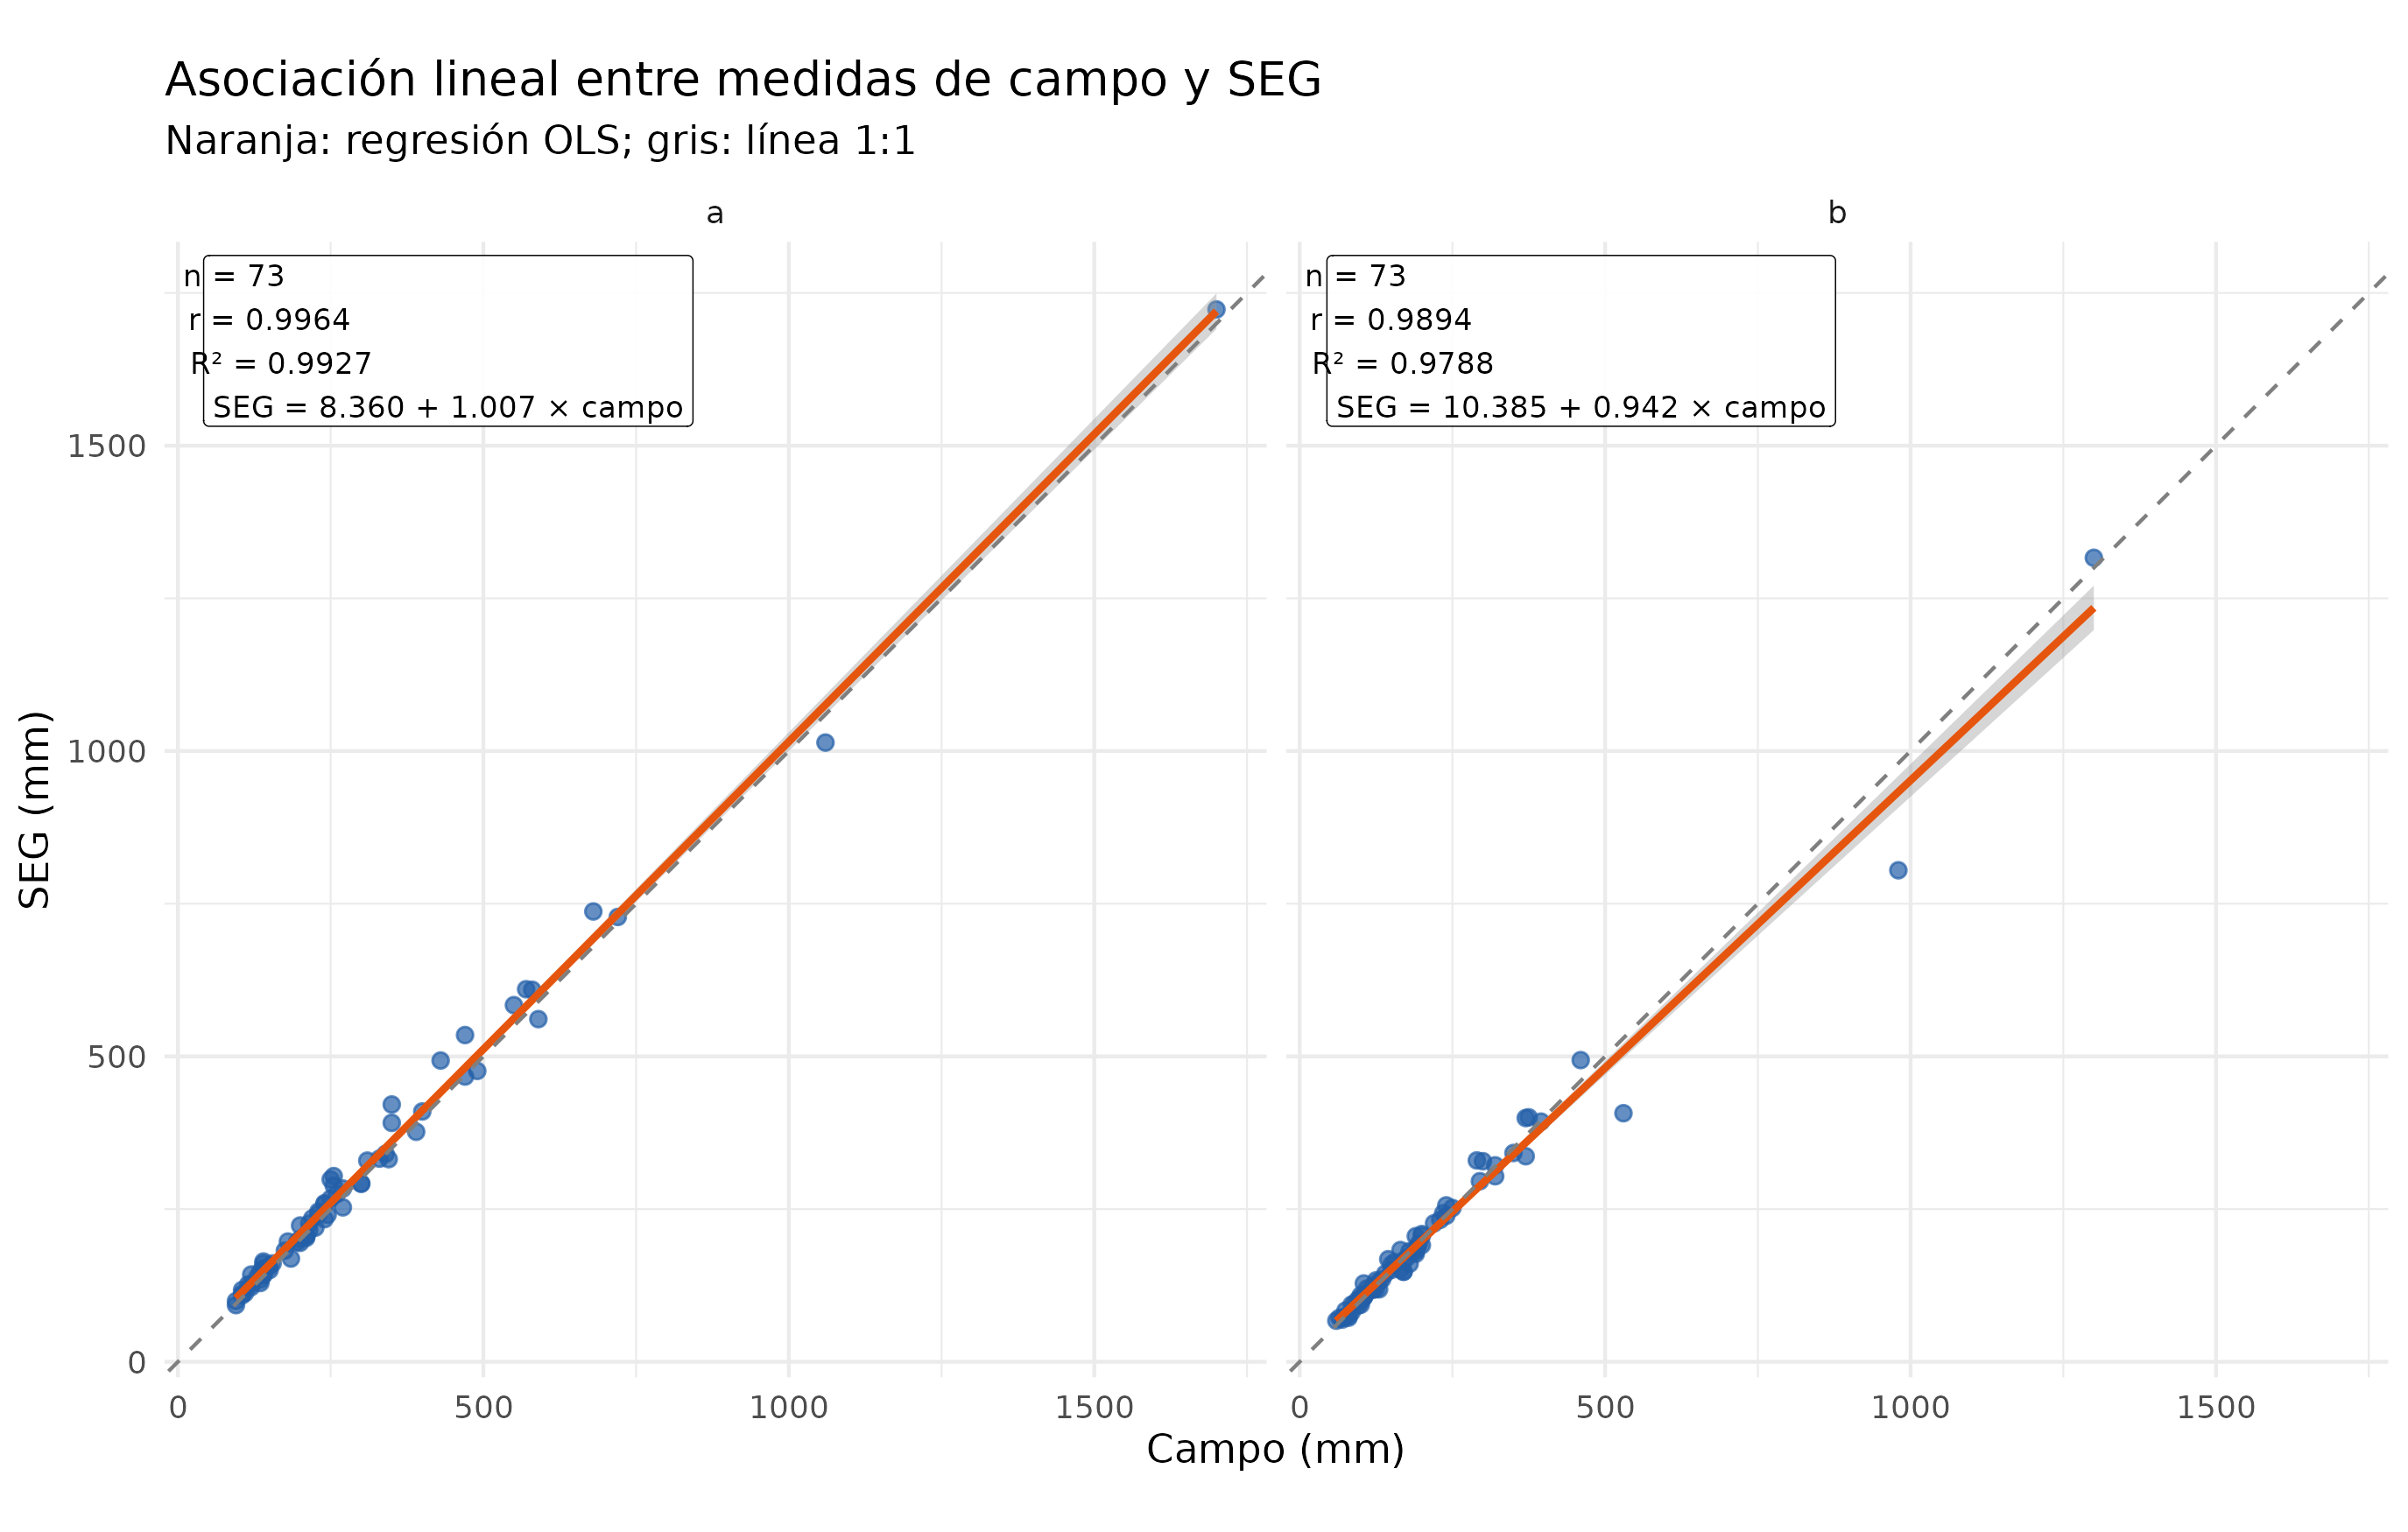 Asociación lineal entre medidas de campo y SEG
Naranja: regresión OLS; gris: línea 1:1
a
b
n = 73
r = 0.9964
R² = 0.9927
SEG = 8.360 + 1.007 × campo
n = 73
r = 0.9894
R² = 0.9788
SEG = 10.385 + 0.942 × campo
SEG (mm)
1500
1000
500
0
0 500 1000 1500
0 500 1000 1500
Campo (mm)